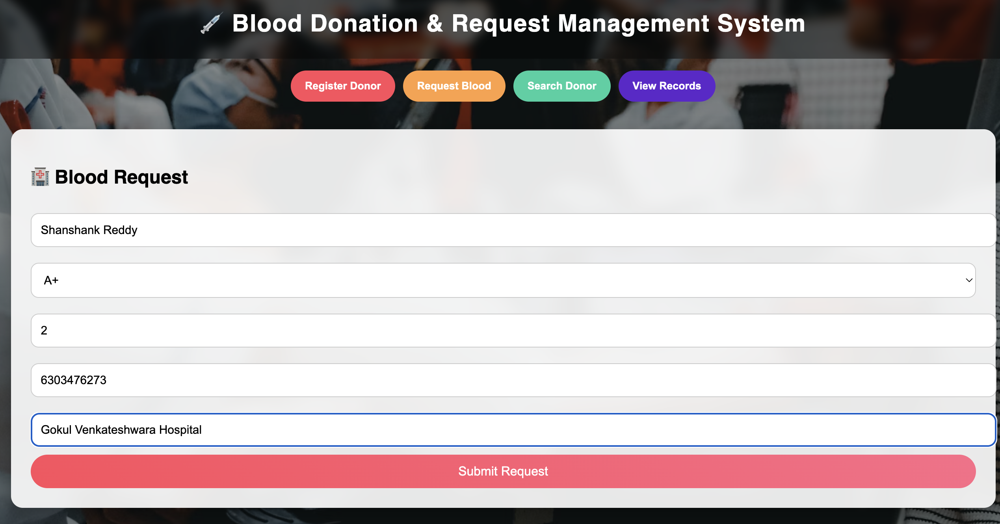 Blood Donation & Request Management System
Register Donor Request Blood Search Donor View Records
Blood Request
Shanshank Reddy
A+
2
6303476273
Gokul Venkateshwara Hospital
Submit Request